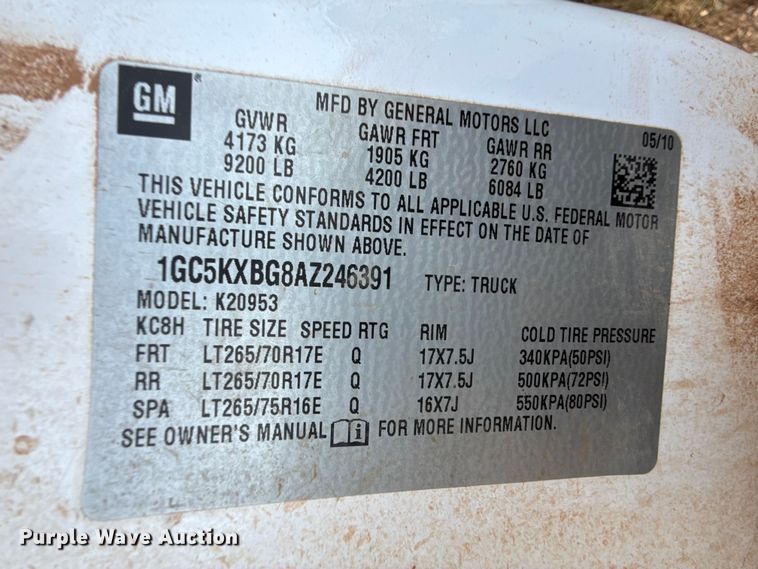 GM
®
MFD BY GENERAL MOTORS LLC
05/10
GVWR GAWR FRT GAWR RR
4173 KG 1905 KG 2760 KG
9200 LB 4200 LB 6084 LB
THIS VEHICLE CONFORMS TO ALL APPLICABLE U.S. FEDERAL MOTOR
VEHICLE SAFETY STANDARDS IN EFFECT ON THE DATE OF
MANUFACTURE SHOWN ABOVE.
1GC5KXBG8AZ246391 TYPE: TRUCK
MODEL: K20953
KC8H TIRE SIZE SPEED RTG RIM COLD TIRE PRESSURE
FRT LT265/70R17E Q 17X7.5J 340KPA(50PSI)
RR LT265/70R17E Q 17X7.5J 500KPA(72PSI)
SPA LT265/75R16E Q 16X7J 550KPA(80PSI)
SEE OWNER'S MANUAL i FOR MORE INFORMATION.
Purple Wave Auction